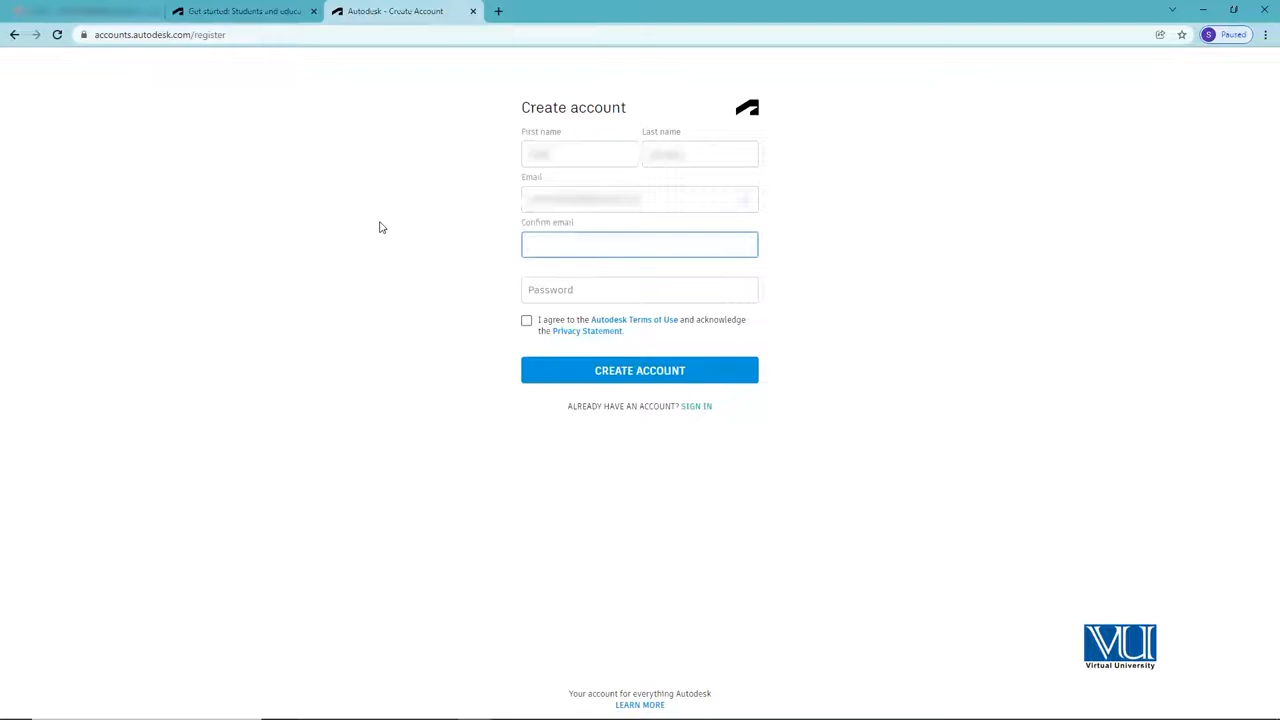 Get started: Students and educa
Autodesk - Create Account
accounts.autodesk.com/register
S
Paused
Create account
First name
Last name
Email
Confirm email
Password
I agree to the Autodesk Terms of Use and acknowledge
the Privacy Statement.
CREATE ACCOUNT
ALREADY HAVE AN ACCOUNT? SIGN IN
VU
Virtual University
Your account for everything Autodesk
LEARN MORE